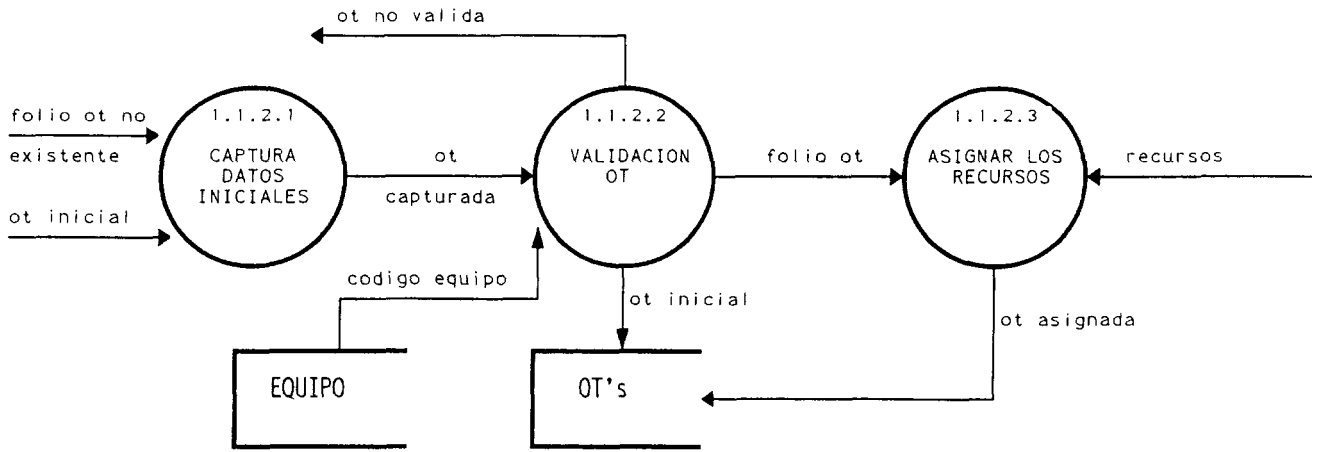 ot no valida
folio ot no
existente
ot inicial
1.1.2.1
CAPTURA
DATOS
INICIALES
ot
capturada
1.1.2.2
VALIDACION
OT
folio ot
1.1.2.3
ASIGNAR LOS
RECURSOS
recursos
codigo equipo
ot inicial
ot asignada
EQUIPO
OT's